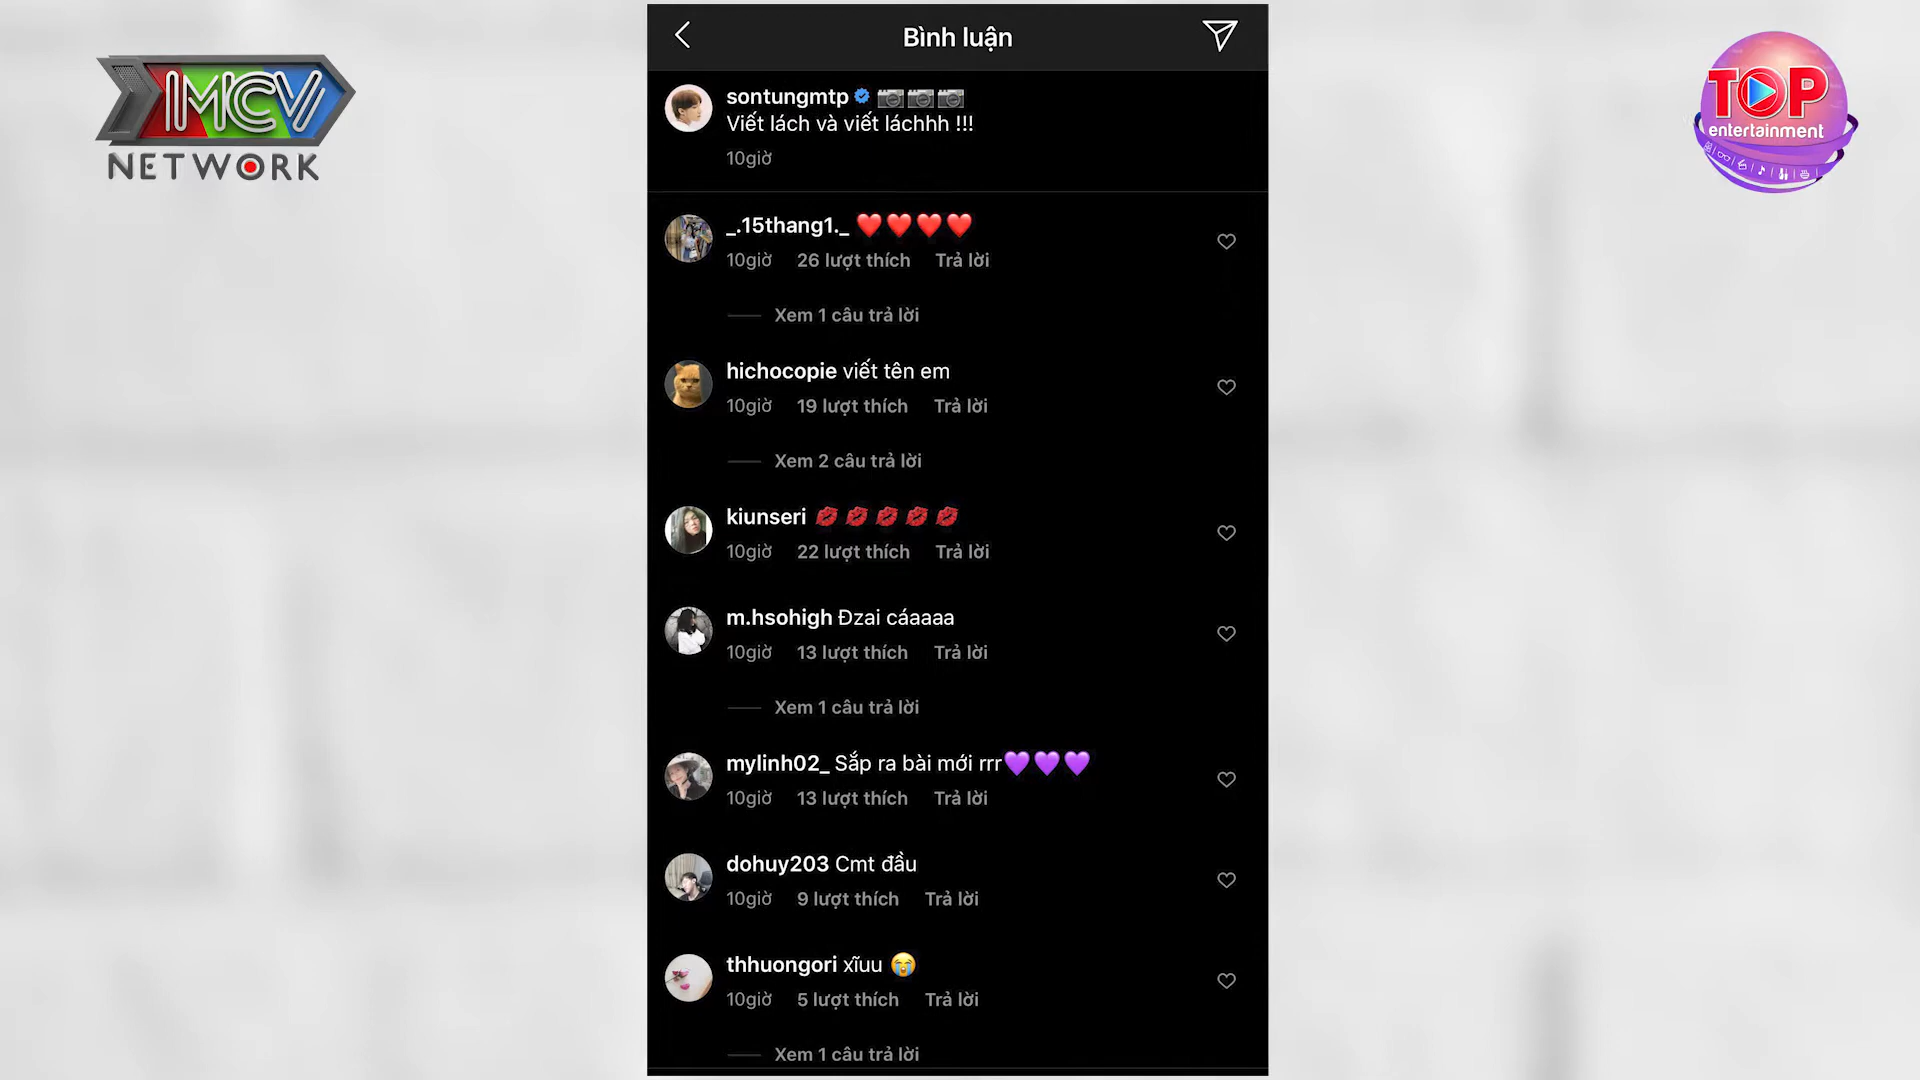 MCV
NETWORK
TOP
entertainment
Bình luận
sontungmtp 📷📷📷
Viết lách và viết láchhh !!!
10giờ
_.15thang1._ ❤️❤️❤️❤️
10giờ 26 lượt thích Trả lời
Xem 1 câu trả lời
hichocopie viết tên em
10giờ 19 lượt thích Trả lời
Xem 2 câu trả lời
kiunseri 💋💋💋💋💋
10giờ 22 lượt thích Trả lời
m.hsohigh Đzai cáaaaa
10giờ 13 lượt thích Trả lời
Xem 1 câu trả lời
mylinh02_ Sắp ra bài mới rrr💜💜💜
10giờ 13 lượt thích Trả lời
dohuy203 Cmt đầu
10giờ 9 lượt thích Trả lời
thhuongori xĩuu 😭
10giờ 5 lượt thích Trả lời
Xem 1 câu trả lời